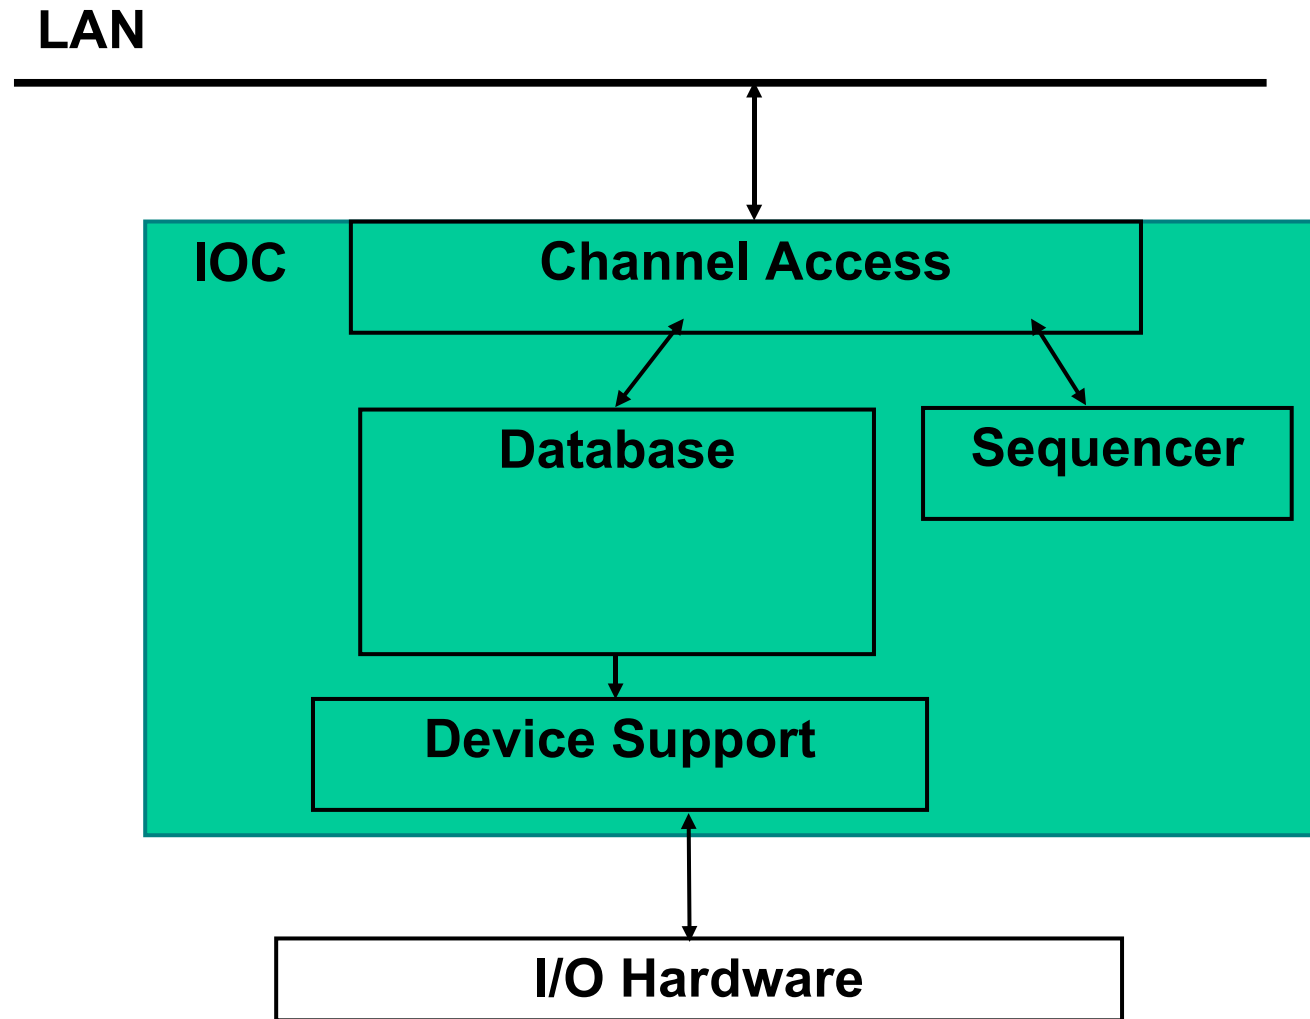 LAN
IOC
Channel Access
Database
Sequencer
Device Support
I/O Hardware